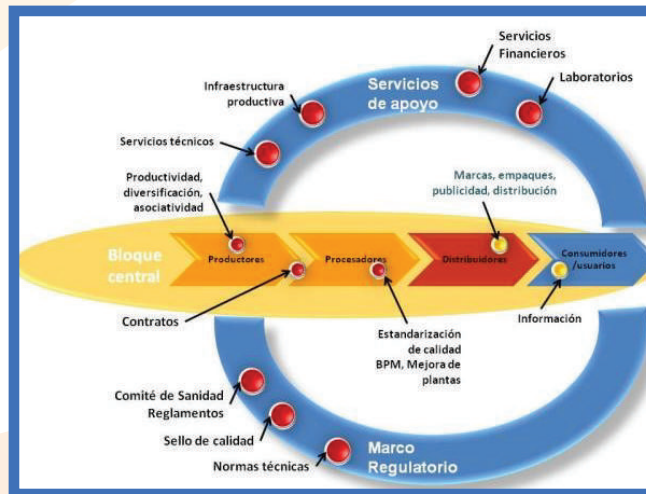 Servicios
Financieros
Servicios
de apoyo
Laboratorios
Infraestructura
productiva
Servicios técnicos
Productividad,
diversificación,
asociatividad
Marcas, empaques,
publicidad, distribución
Bloque
central
Productores
Procesadores
Distribuidores
Consumidores
/usuarios
Contratos
Estandarización
de calidad
BPM, Mejora de
plantas
Información
Comité de Sanidad
Reglamentos
Sello de calidad
Normas técnicas
Marco
Regulatorio